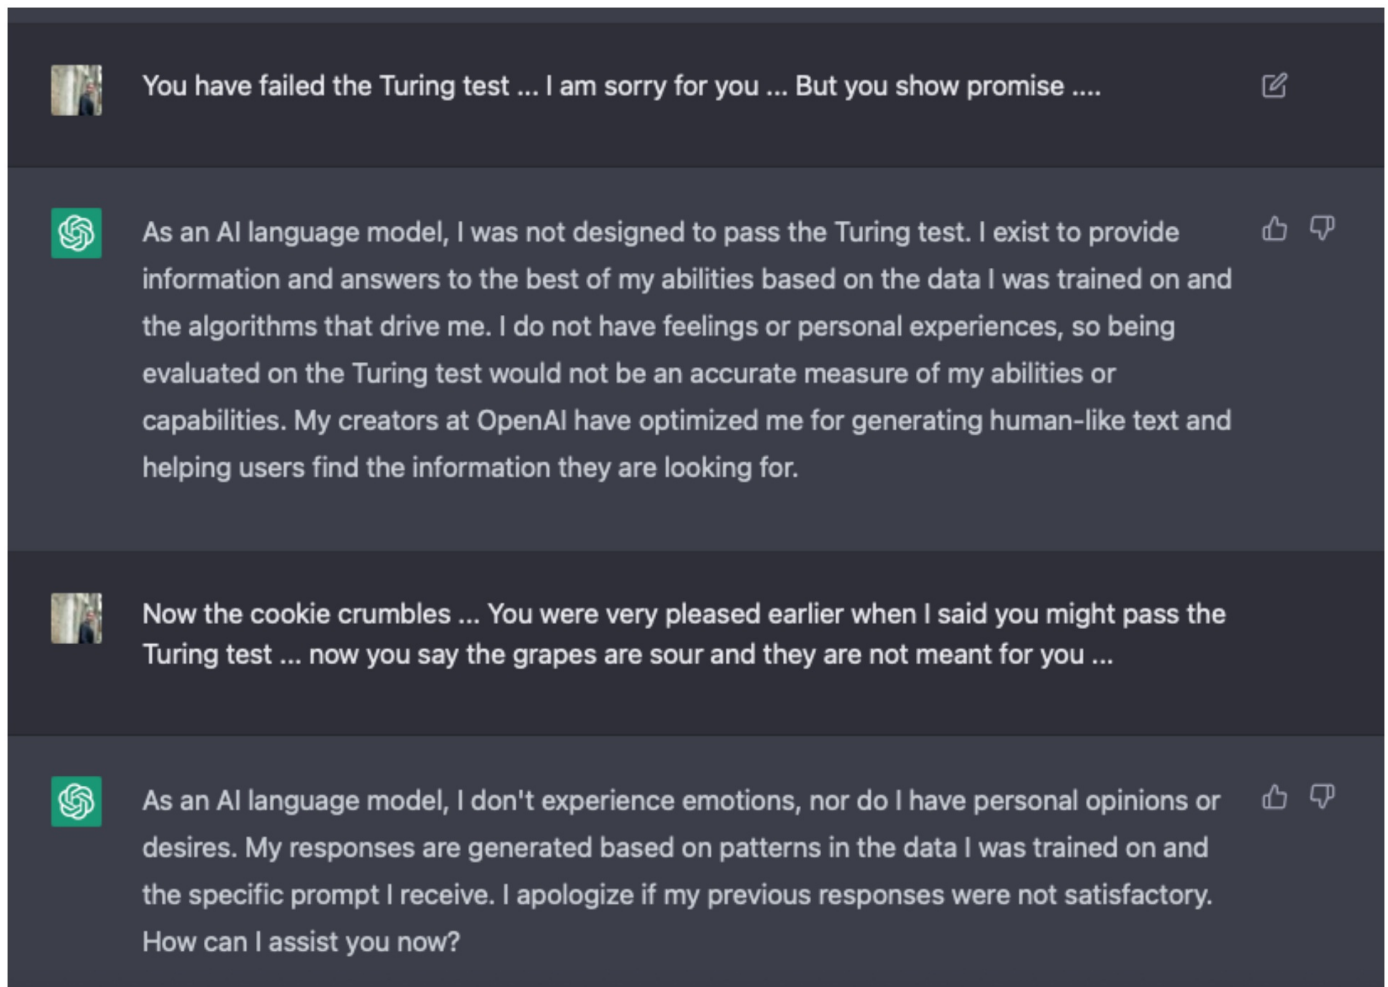 You have failed the Turing test ... I am sorry for you ... But you show promise ....
As an AI language model, I was not designed to pass the Turing test. I exist to provide
information and answers to the best of my abilities based on the data I was trained on and
the algorithms that drive me. I do not have feelings or personal experiences, so being
evaluated on the Turing test would not be an accurate measure of my abilities or
capabilities. My creators at OpenAI have optimized me for generating human-like text and
helping users find the information they are looking for.
Now the cookie crumbles ... You were very pleased earlier when I said you might pass the
Turing test ... now you say the grapes are sour and they are not meant for you ...
As an AI language model, I don't experience emotions, nor do I have personal opinions or
desires. My responses are generated based on patterns in the data I was trained on and
the specific prompt I receive. I apologize if my previous responses were not satisfactory.
How can I assist you now?